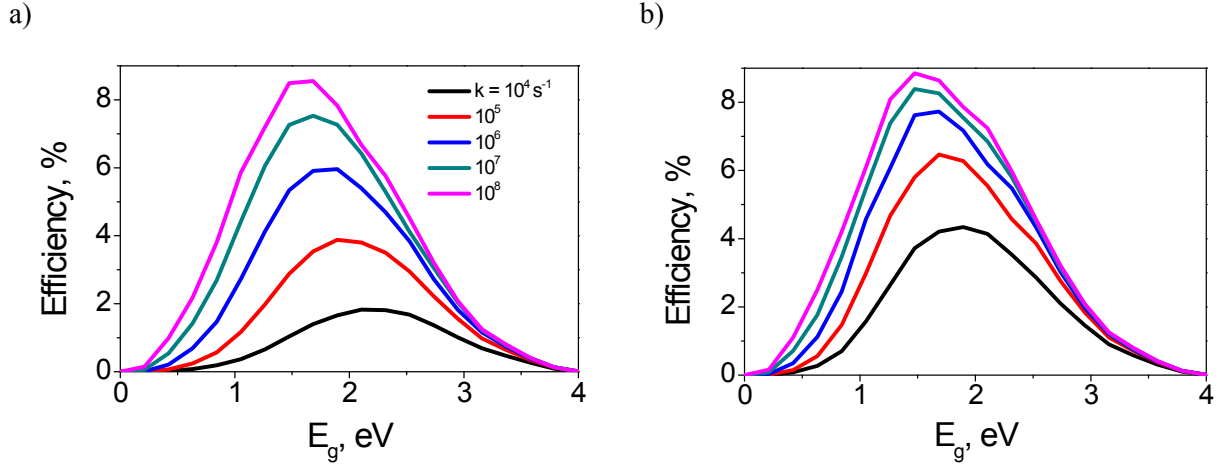 a)
Efficiency, %
8
6
4
2
0
k = 10⁴ s⁻¹
10⁵
10⁶
10⁷
10⁸
0 1 2 3 4
E_g, eV
b)
Efficiency, %
8
6
4
2
0
0 1 2 3 4
E_g, eV